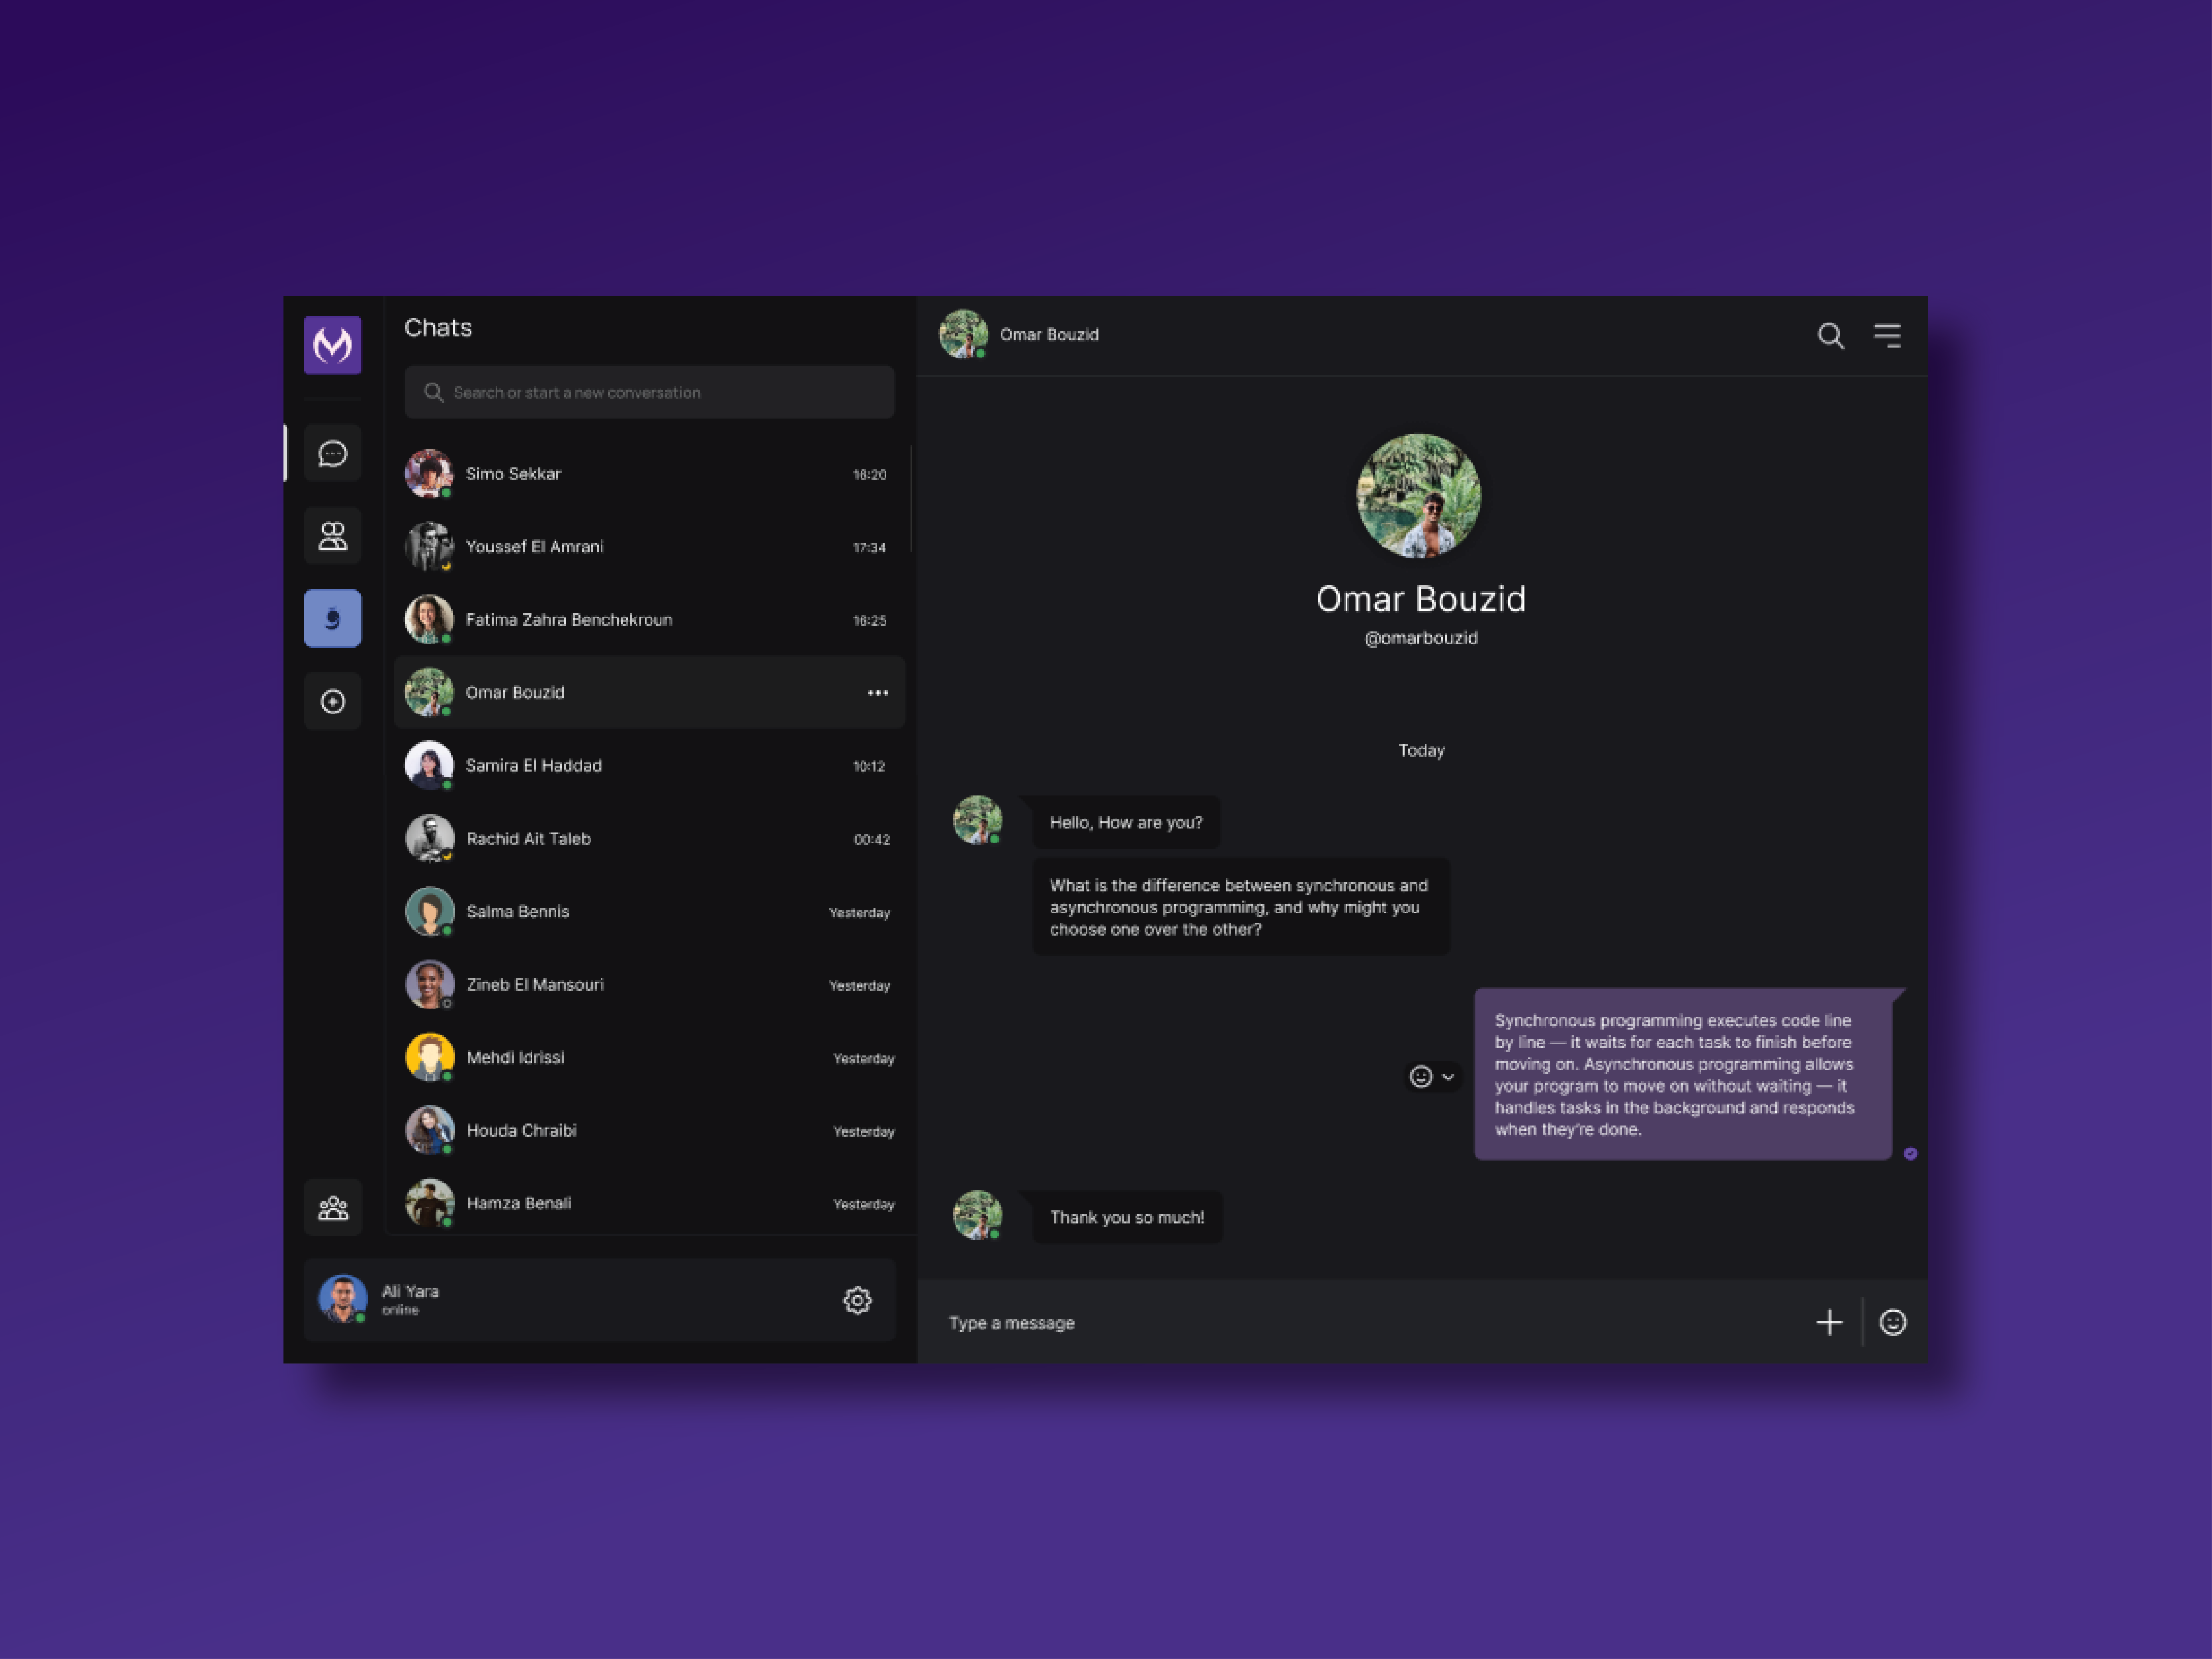 Chats
Search or start a new conversation
Simo Sekkar
16:20
Youssef El Amrani
17:34
Fatima Zahra Benchekroun
16:25
Omar Bouzid
Samira El Haddad
10:12
Rachid Ait Taleb
00:42
Salma Bennis
Yesterday
Zineb El Mansouri
Yesterday
Mehdi Idrissi
Yesterday
Houda Chraibi
Yesterday
Hamza Benali
Yesterday
Ali Yara
online
Omar Bouzid
Omar Bouzid
@omarbouzid
Today
Hello, How are you?
What is the difference between synchronous and
asynchronous programming, and why might you
choose one over the other?
Synchronous programming executes code line
by line — it waits for each task to finish before
moving on. Asynchronous programming allows
your program to move on without waiting — it
handles tasks in the background and responds
when they're done.
Thank you so much!
Type a message